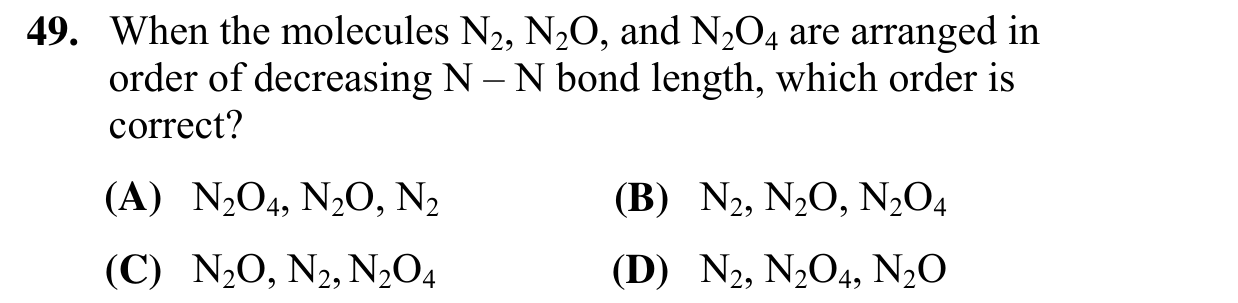 49. When the molecules N₂, N₂O, and N₂O₄ are arranged in
order of decreasing N – N bond length, which order is
correct?
(A) N₂O₄, N₂O, N₂ (B) N₂, N₂O, N₂O₄
(C) N₂O, N₂, N₂O₄ (D) N₂, N₂O₄, N₂O